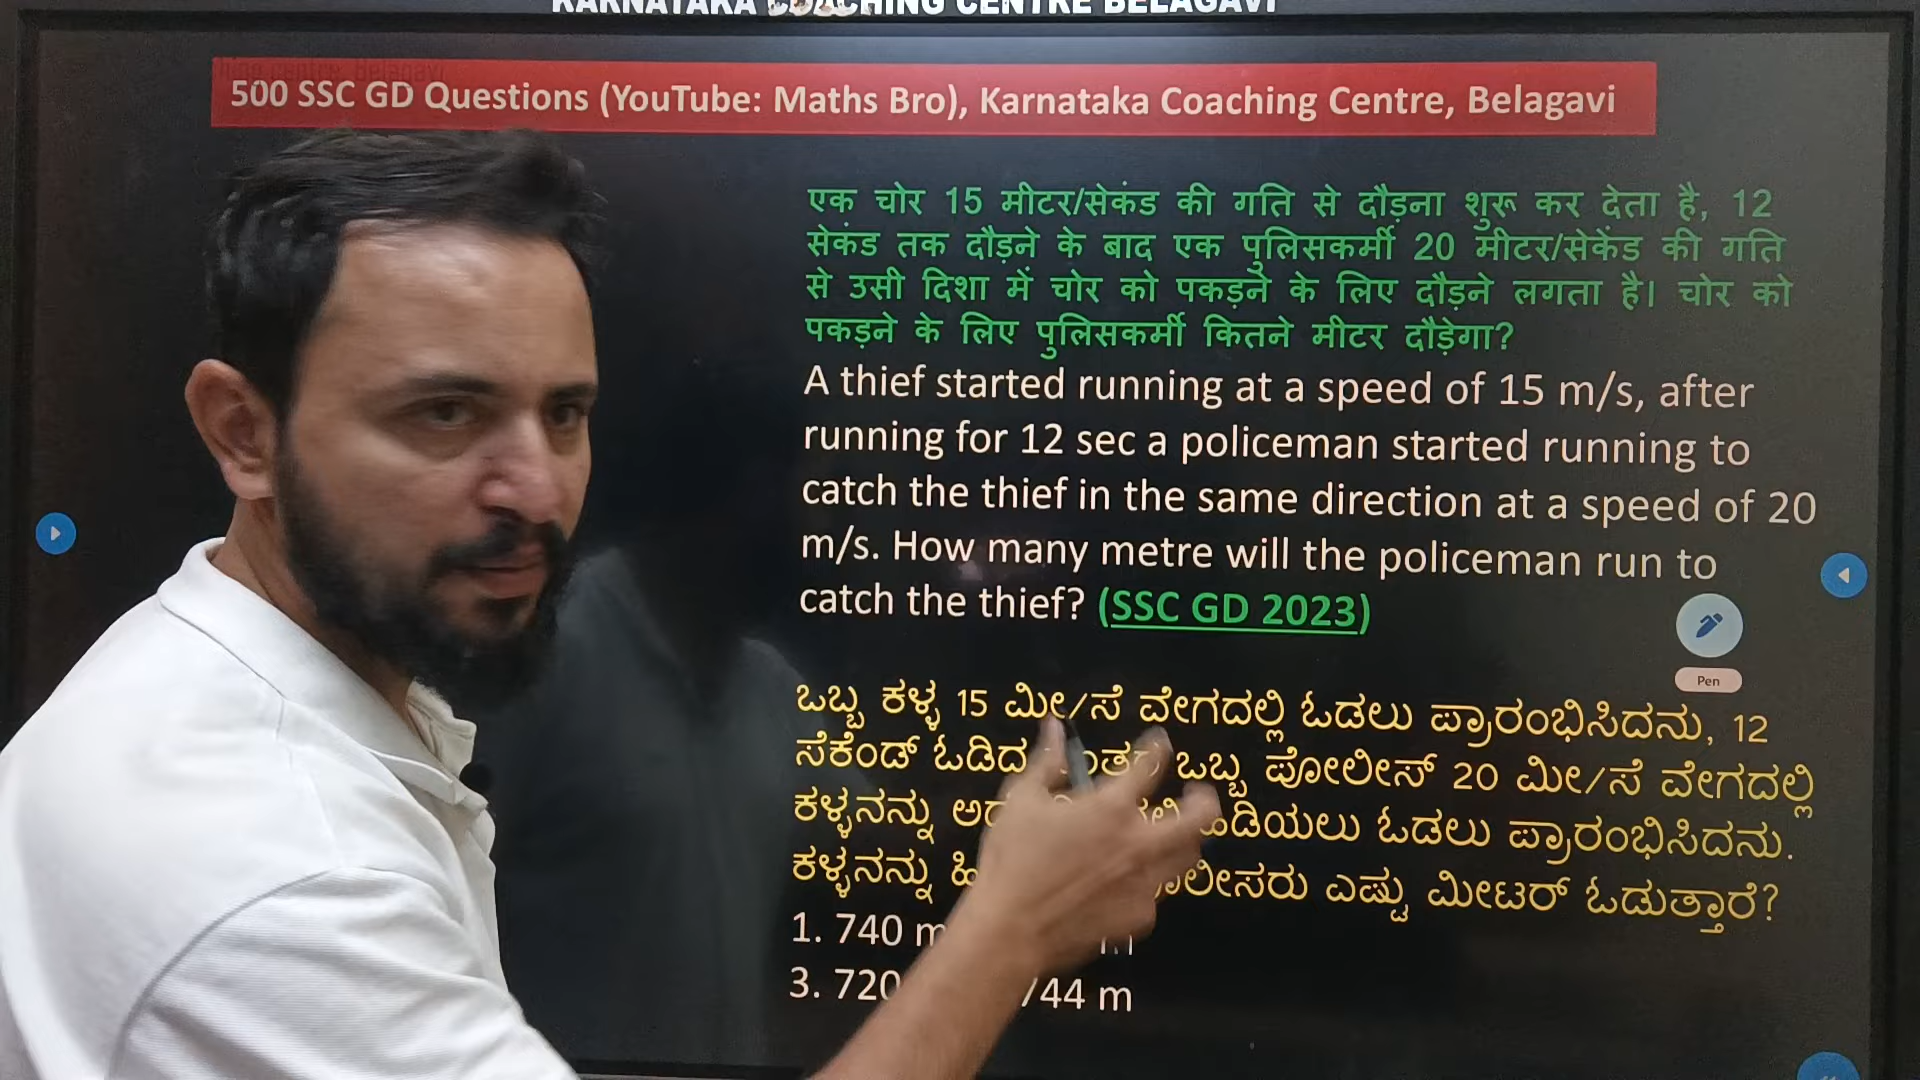 KARNATAKA COACHING CENTRE BELAGAVI
500 SSC GD Questions (YouTube: Maths Bro), Karnataka Coaching Centre, Belagavi
एक चोर 15 मीटर/सेकंड की गति से दौड़ना शुरू कर देता है, 12
सेकंड तक दौड़ने के बाद एक पुलिसकर्मी 20 मीटर/सेकेंड की गति
से उसी दिशा में चोर को पकड़ने के लिए दौड़ने लगता है। चोर को
पकड़ने के लिए पुलिसकर्मी कितने मीटर दौड़ेगा?
A thief started running at a speed of 15 m/s, after
running for 12 sec a policeman started running to
catch the thief in the same direction at a speed of 20
m/s. How many metre will the policeman run to
catch the thief? (SSC GD 2023)
Pen
ಒಬ್ಬ ಕಳ್ಳ 15 ಮೀ/ಸೆ ವೇಗದಲ್ಲಿ ಓಡಲು ಪ್ರಾರಂಭಿಸಿದನು, 12
ಸೆಕೆಂಡ್ ಓಡಿದ ಒಬ್ಬ ಪೋಲೀಸ್ 20 ಮೀ/ಸೆ ವೇಗದಲ್ಲಿ
ಕಳ್ಳನನ್ನು ಓಡಲು ಪ್ರಾರಂಭಿಸಿದನು.
ಕಳ್ಳನನ್ನು ಎಷ್ಟು ಮೀಟರ್ ಓಡುತ್ತಾರೆ?
1. 740 m
3. 720 744 m